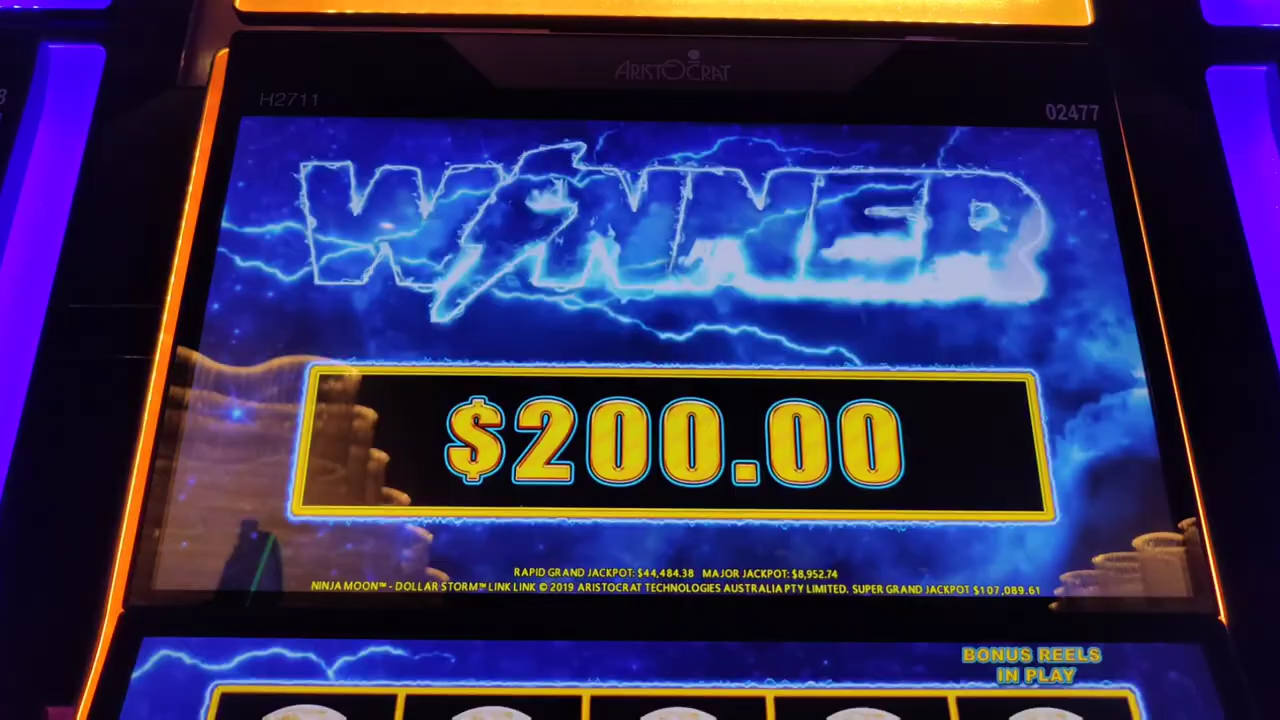 ARISTOCRAT
H2711
02477
WINNER
$200.00
RAPID GRAND JACKPOT: $44,484.38 MAJOR JACKPOT: $8,952.74
NINJA MOON™ - DOLLAR STORM™ LINK LINK © 2019 ARISTOCRAT TECHNOLOGIES AUSTRALIA PTY LIMITED. SUPER GRAND JACKPOT $107,089.61
BONUS REELS
IN PLAY